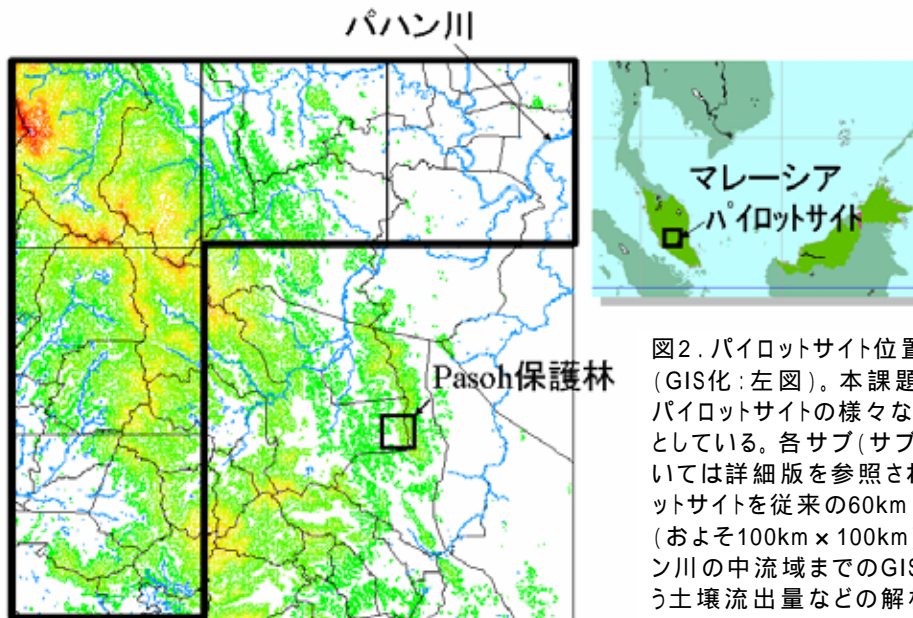 パハン川
マレーシア
パイロットサイト
Pasoh保護林
図2．パイロットサイト位置
(GIS化:左図)。本課題
パイロットサイトの様々な
としている。各サブ(サブ
いては詳細版を参照され
ットサイトを従来の60km
(およそ100km×100km
ン川の中流域までのGIS
う土壌流出量などの解析